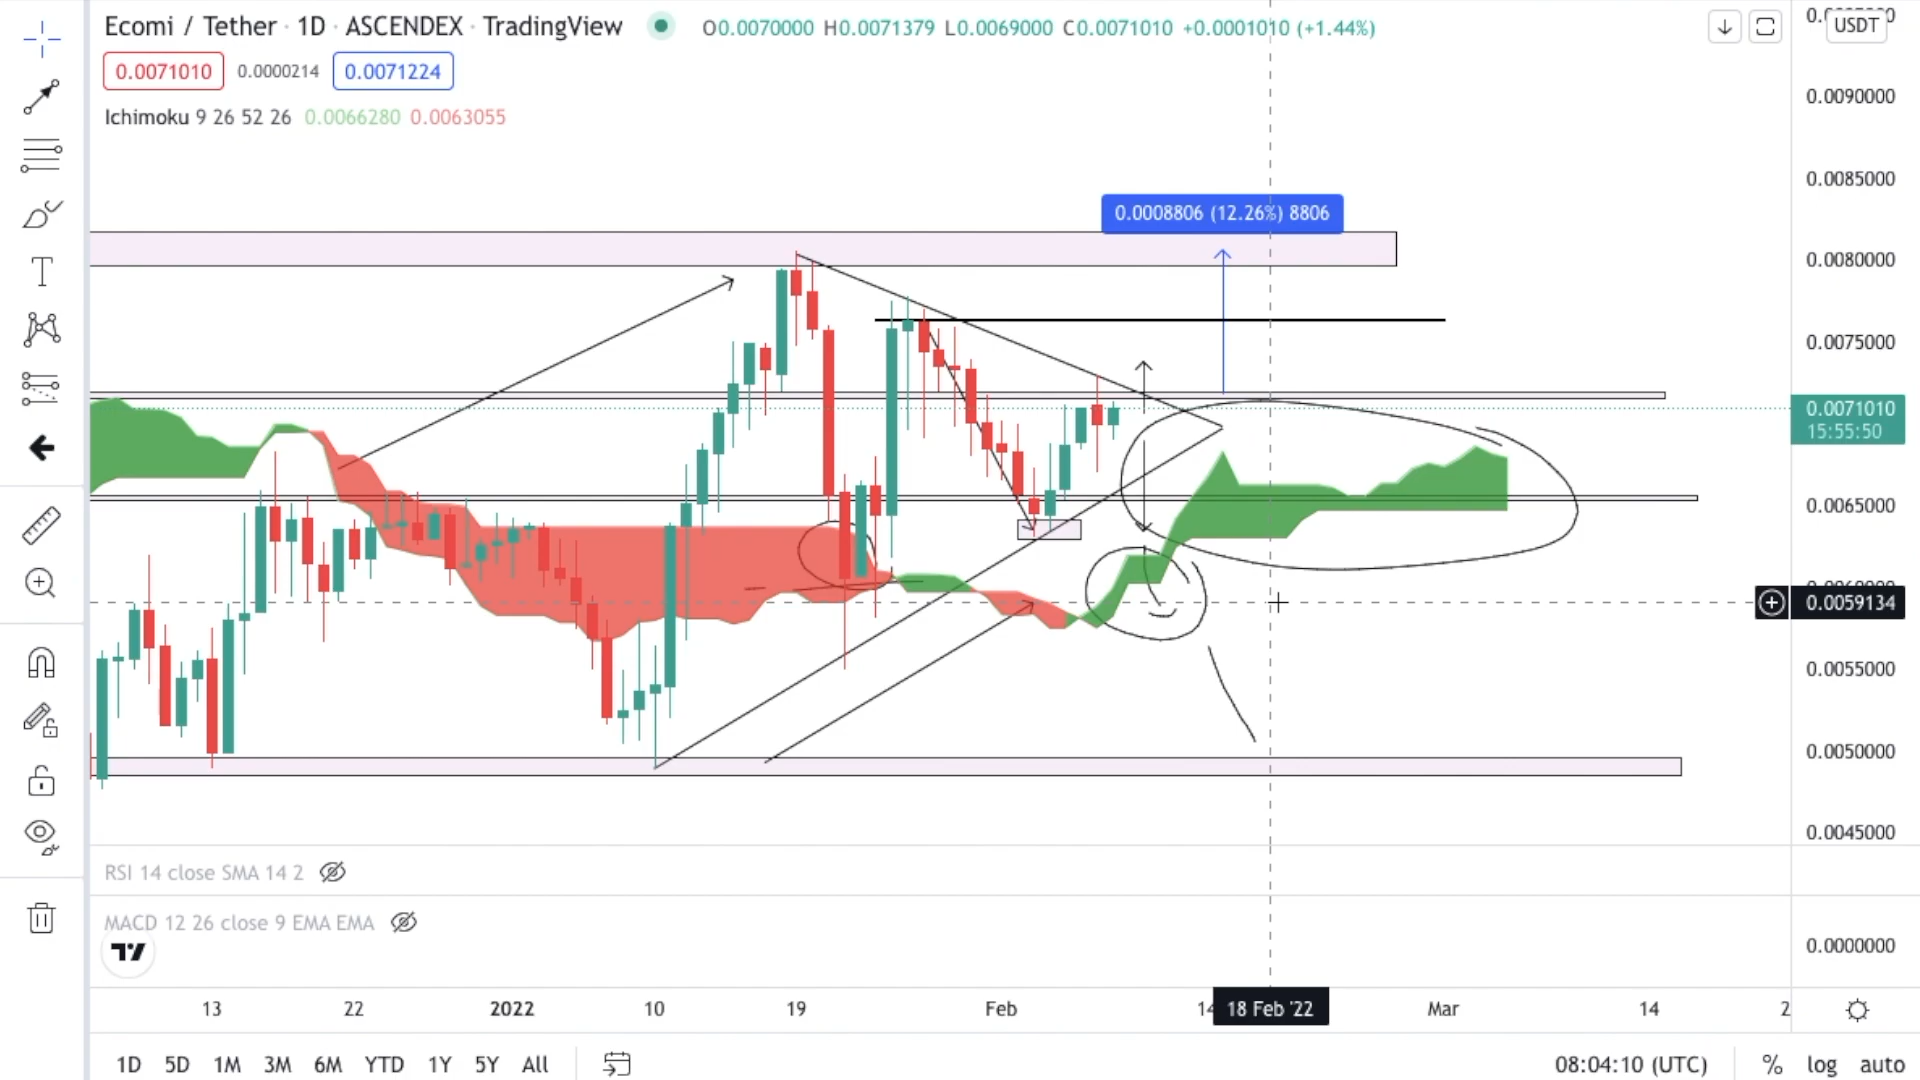 Ecomi / Tether · 1D · ASCENDEX · TradingView O0.0070000 H0.0071379 L0.0069000 C0.0071010 +0.0001010 (+1.44%)
USDT
0.0071010 0.0000214 0.0071224
0.0090000
Ichimoku 9 26 52 26 0.0066280 0.0063055
0.0085000
0.0008806 (12.26%) 8806
0.0080000
0.0075000
0.0071010
15:55:50
0.0065000
0.0059134
0.0055000
0.0050000
0.0045000
RSI 14 close SMA 14 2
MACD 12 26 close 9 EMA EMA
0.0000000
13 22 2022 10 19 Feb 14 18 Feb '22 Mar 14 2
1D 5D 1M 3M 6M YTD 1Y 5Y All 08:04:10 (UTC) % log auto